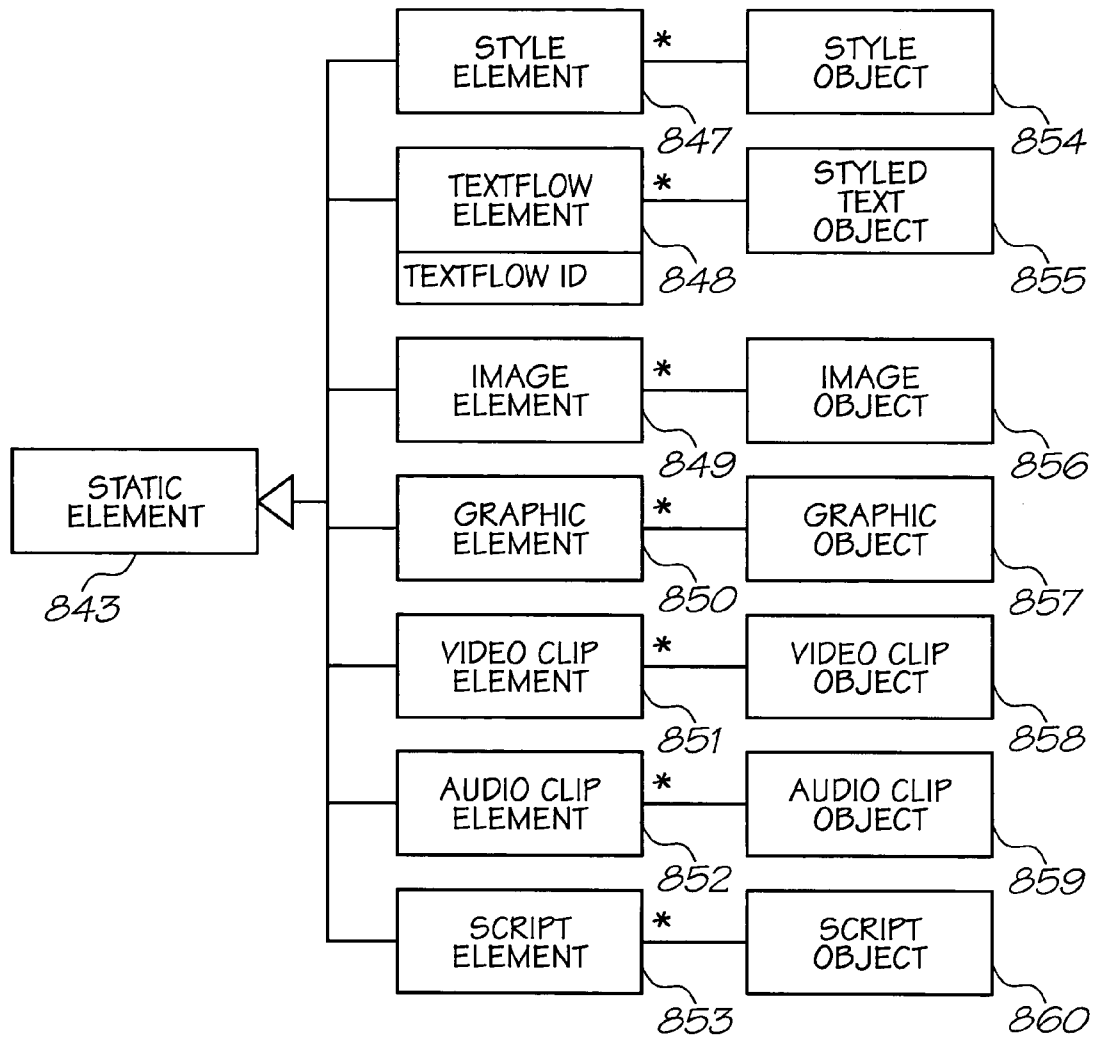 STYLE
ELEMENT
*
STYLE
OBJECT
847
854
TEXTFLOW
ELEMENT
*
STYLED
TEXT
OBJECT
TEXTFLOW ID
848
855
IMAGE
ELEMENT
*
IMAGE
OBJECT
849
856
STATIC
ELEMENT
843
GRAPHIC
ELEMENT
*
GRAPHIC
OBJECT
850
857
VIDEO CLIP
ELEMENT
*
VIDEO CLIP
OBJECT
851
858
AUDIO CLIP
ELEMENT
*
AUDIO CLIP
OBJECT
852
859
SCRIPT
ELEMENT
*
SCRIPT
OBJECT
853
860